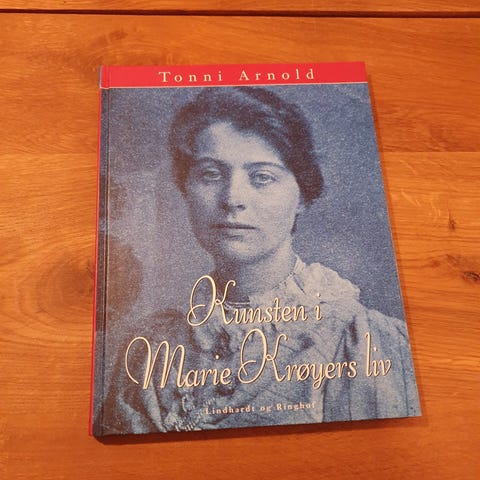 Tonni Arnold
Kunsten i
Marie Krøyers liv
Lindhardt og Ringhof